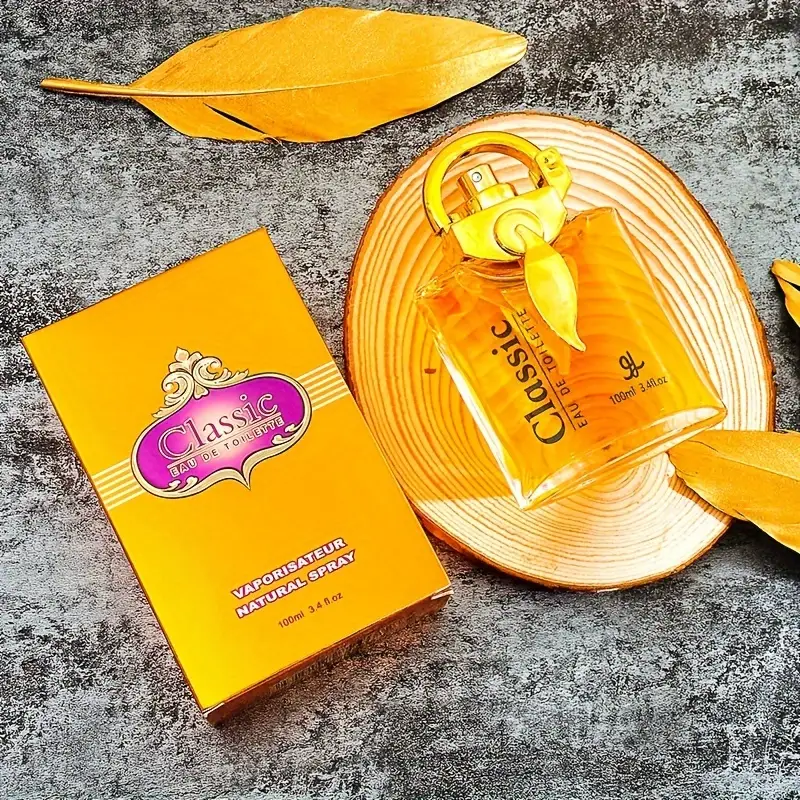 Classic
EAU DE TOILETTE
VAPORISATEUR
NATURAL SPRAY
100ml 3.4 fl.oz
Classic
EAU DE TOILETTE
100ml 3.4fl.oz